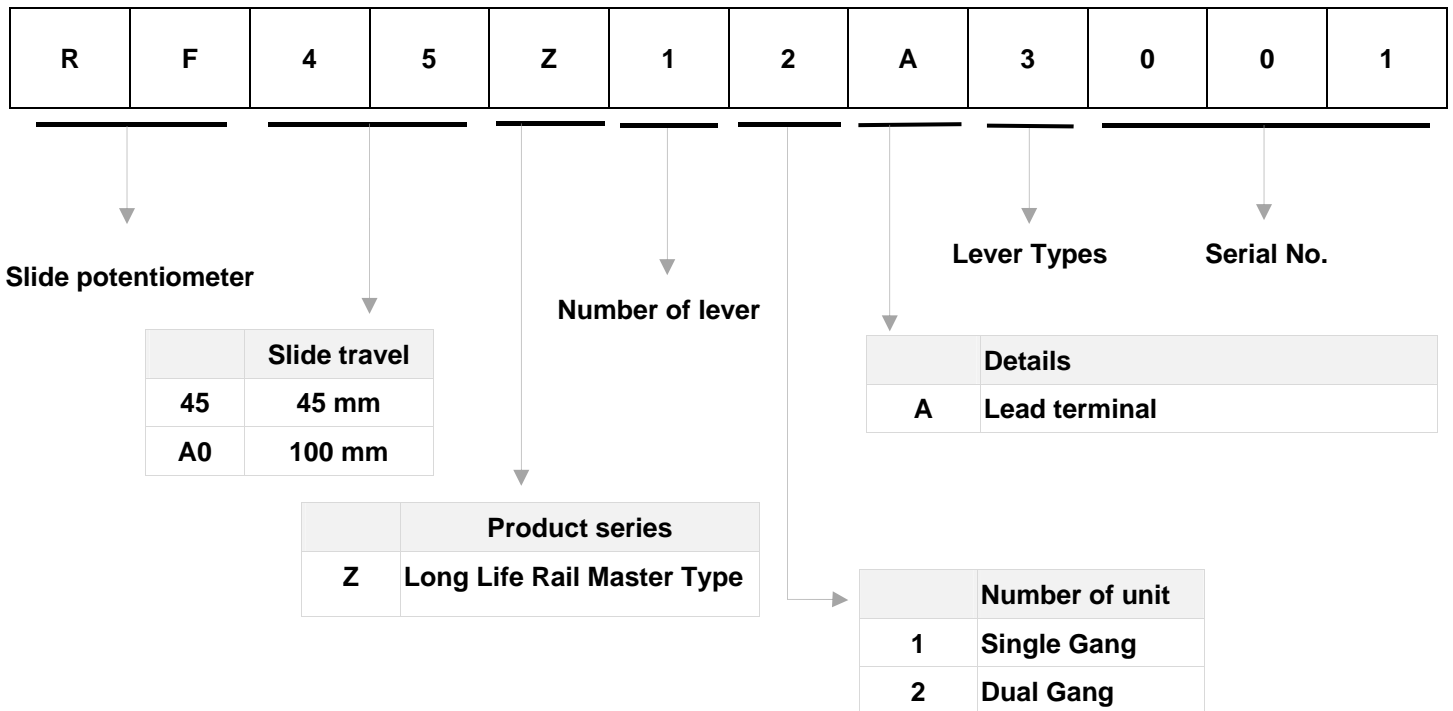 R F 4 5 Z 1 2 A 3 0 0 1
Lever Types Serial No.
Slide potentiometer
Number of lever
Slide travel
45 45 mm
A0 100 mm
Details
A Lead terminal
Product series
Z Long Life Rail Master Type
Number of unit
1 Single Gang
2 Dual Gang